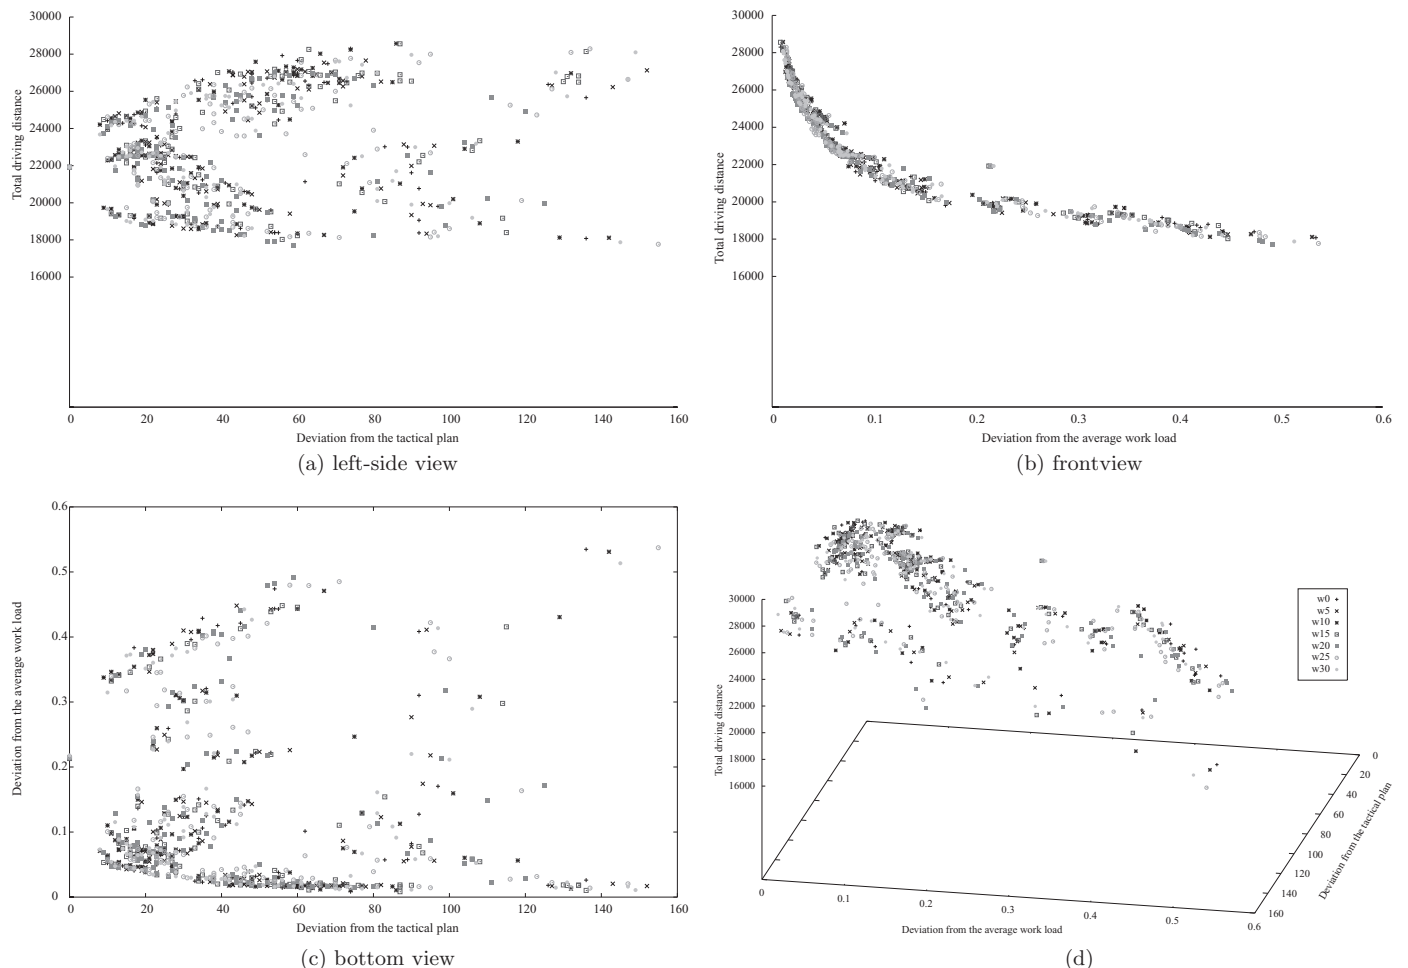 30000
28000
26000
24000
22000
20000
18000
16000
Total driving distance
0 20 40 60 80 100 120 140 160
Deviation from the tactical plan
(a) left-side view
30000
28000
26000
24000
22000
20000
18000
16000
Total driving distance
0 0.1 0.2 0.3 0.4 0.5 0.6
Deviation from the average work load
(b) frontview
0.6
0.5
0.4
0.3
0.2
0.1
0
Deviation from the average work load
0 20 40 60 80 100 120 140 160
Deviation from the tactical plan
(c) bottom view
w0
w5
w10
w15
w20
w25
w30
30000
28000
26000
24000
22000
20000
18000
16000
Total driving distance
0
20
40
60
80
100
120
140
160
Deviation from the tactical plan
0 0.1 0.2 0.3 0.4 0.5 0.6
Deviation from the average work load
(d)